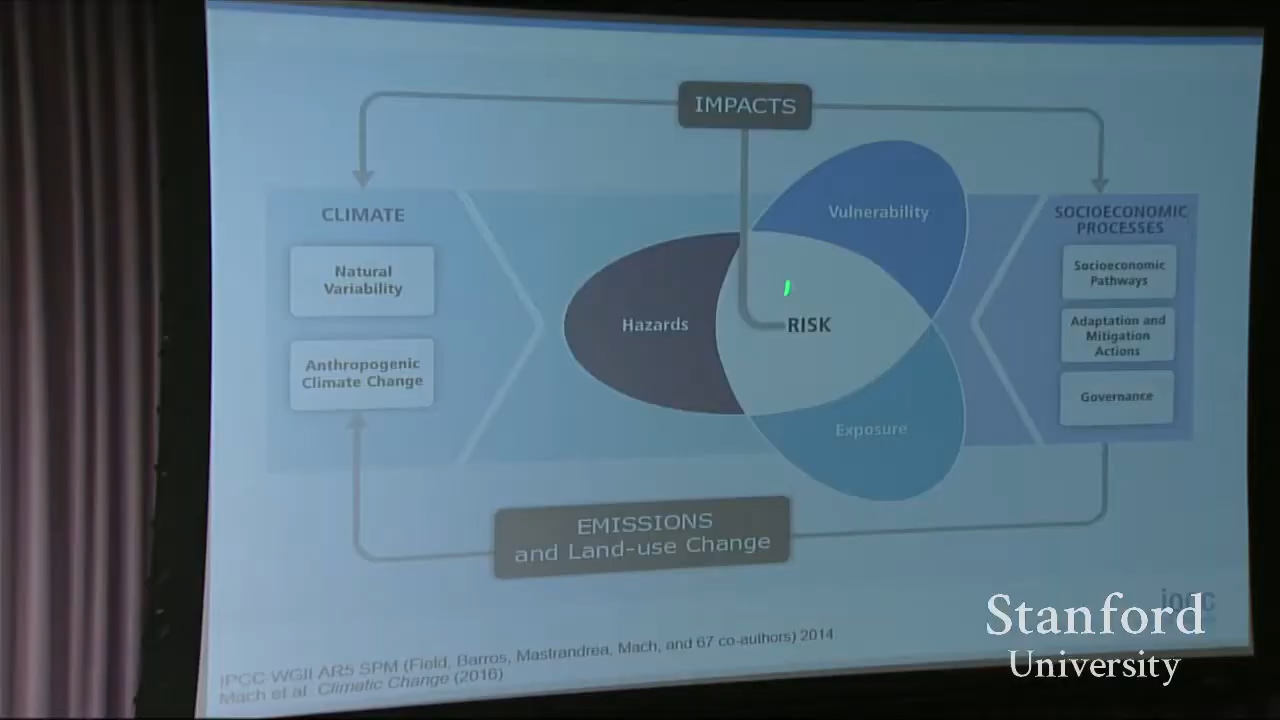 IMPACTS
CLIMATE
Natural
Variability
Anthropogenic
Climate Change
Vulnerability
Hazards
RISK
Exposure
SOCIOECONOMIC
PROCESSES
Socioeconomic
Pathways
Adaptation and
Mitigation
Actions
Governance
EMISSIONS
and Land-use Change
ipcc
Stanford
University
IPCC WGII AR5 SPM (Field, Barros, Mastrandrea, Mach, and 67 co-authors) 2014
Mach et al. Climatic Change (2016)